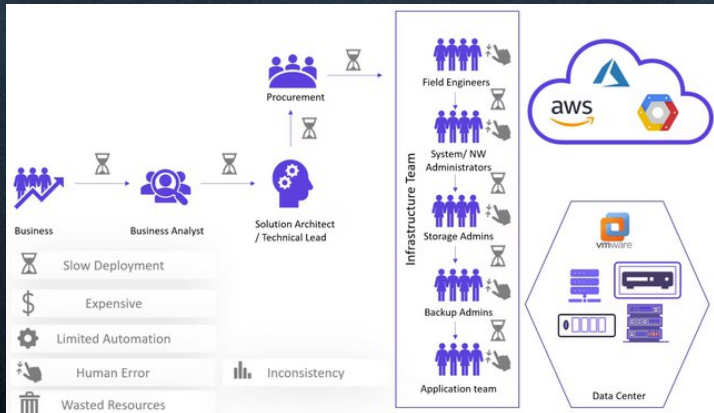 Procurement
Business
Business Analyst
Solution Architect
/ Technical Lead
Slow Deployment
$
Expensive
Limited Automation
Human Error
Wasted Resources
Inconsistency
Infrastructure Team
Field Engineers
System/ NW
Administrators
Storage Admins
Backup Admins
Application team
aws
vmware
Data Center